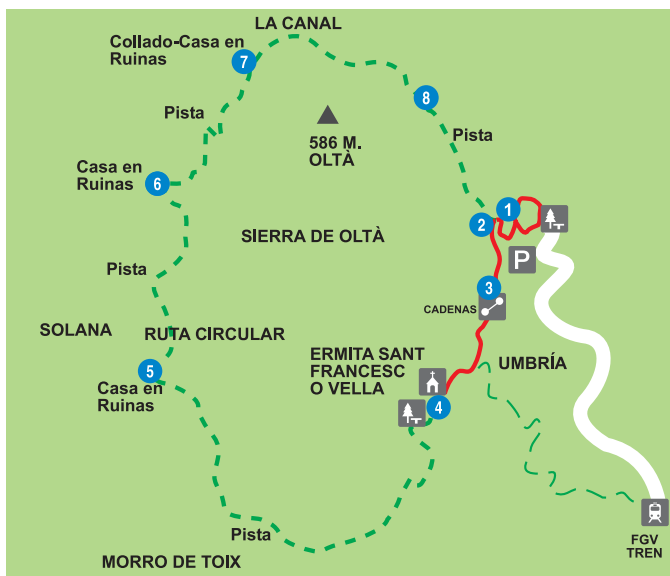 LA CANAL
Collado-Casa en
Ruinas
7
8
Pista
586 M.
OLTÀ
Pista
Casa en
Ruinas
6
1
2
SIERRA DE OLTÀ
P
Pista
3
CADENAS
SOLANA
RUTA CIRCULAR
ERMITA SANT
FRANCESC
O VELLA
UMBRÍA
5
Casa en
Ruinas
4
Pista
FGV
TREN
MORRO DE TOIX